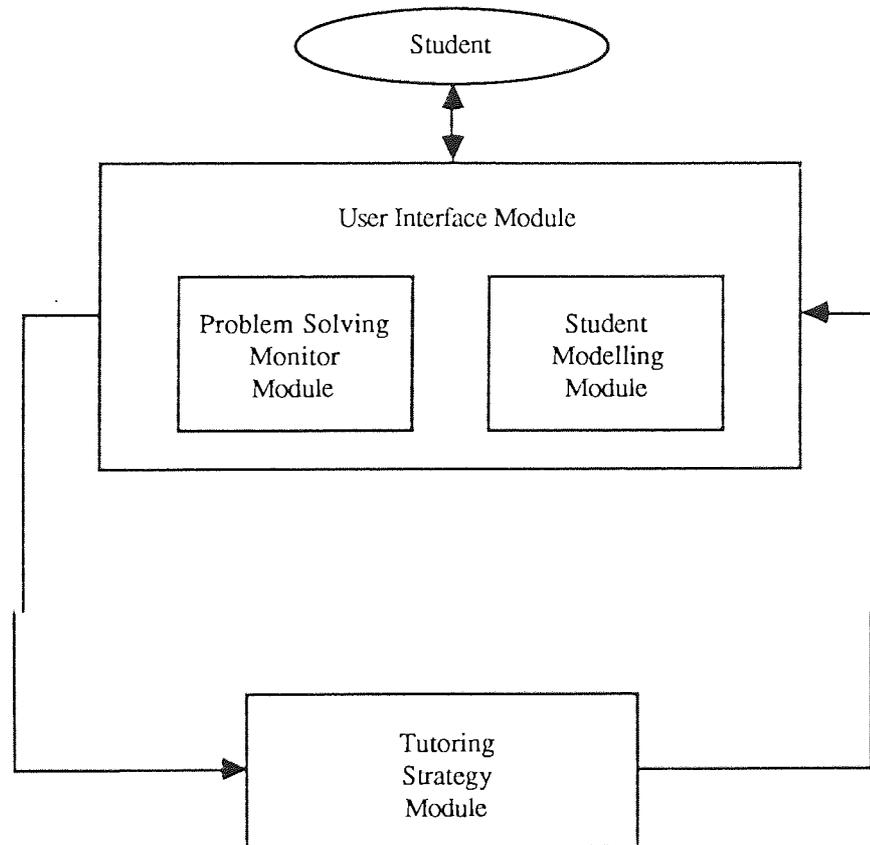 Student
User Interface Module
Problem Solving
Monitor
Module
Student
Modelling
Module
Tutoring
Strategy
Module